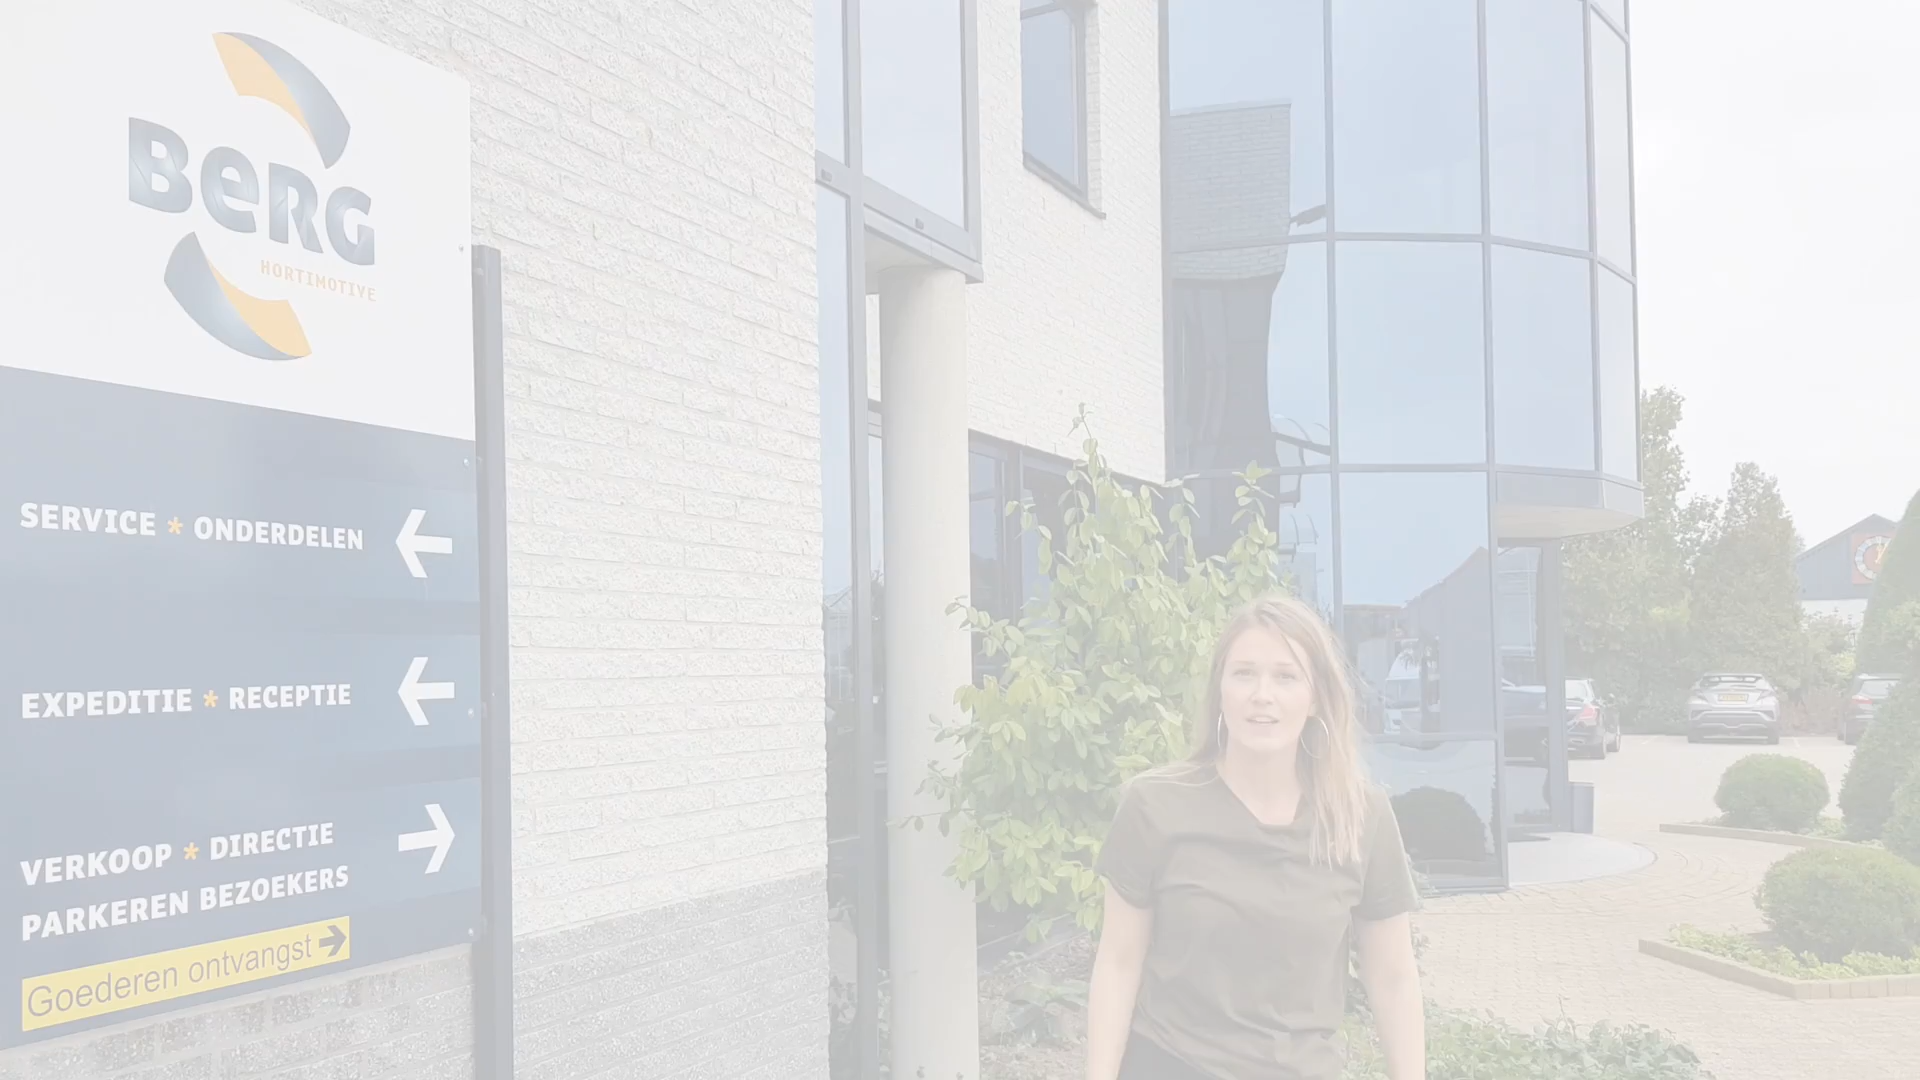 BeRG
HORTIMOTIVE
SERVICE * ONDERDELEN
EXPEDITIE * RECEPTIE
VERKOOP * DIRECTIE
PARKEREN BEZOEKERS
Goederen ontvangst